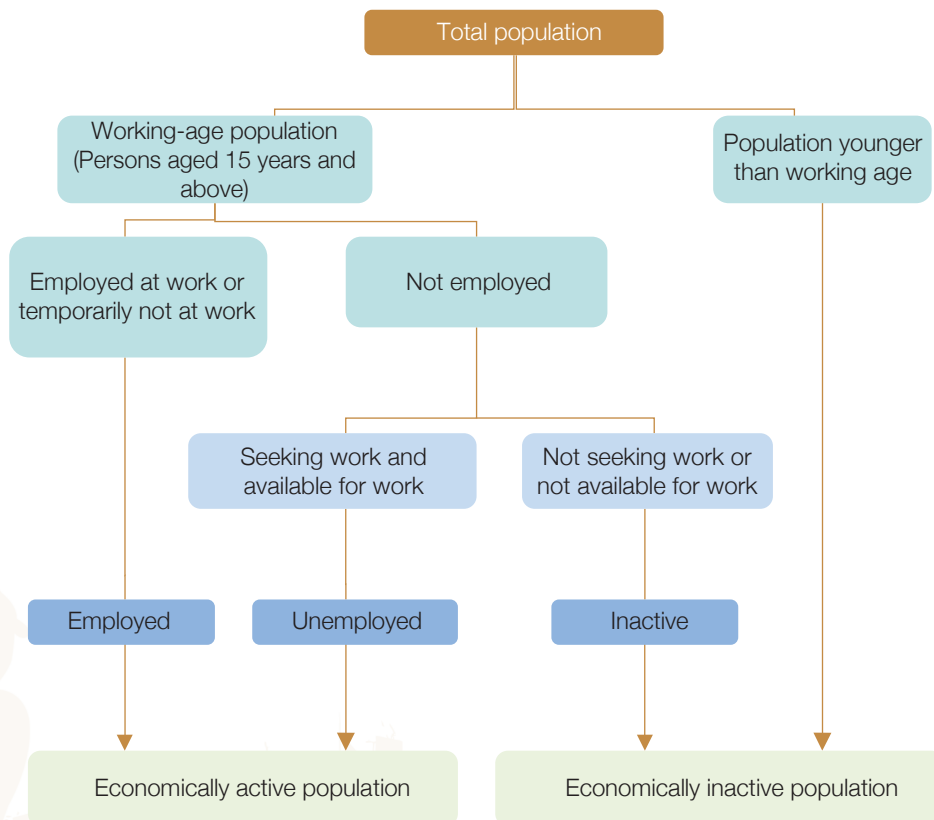 Total population
Working-age population
(Persons aged 15 years and
above)
Population younger
than working age
Employed at work or
temporarily not at work
Not employed
Seeking work and
available for work
Not seeking work or
not available for work
Employed
Unemployed
Inactive
Economically active population
Economically inactive population